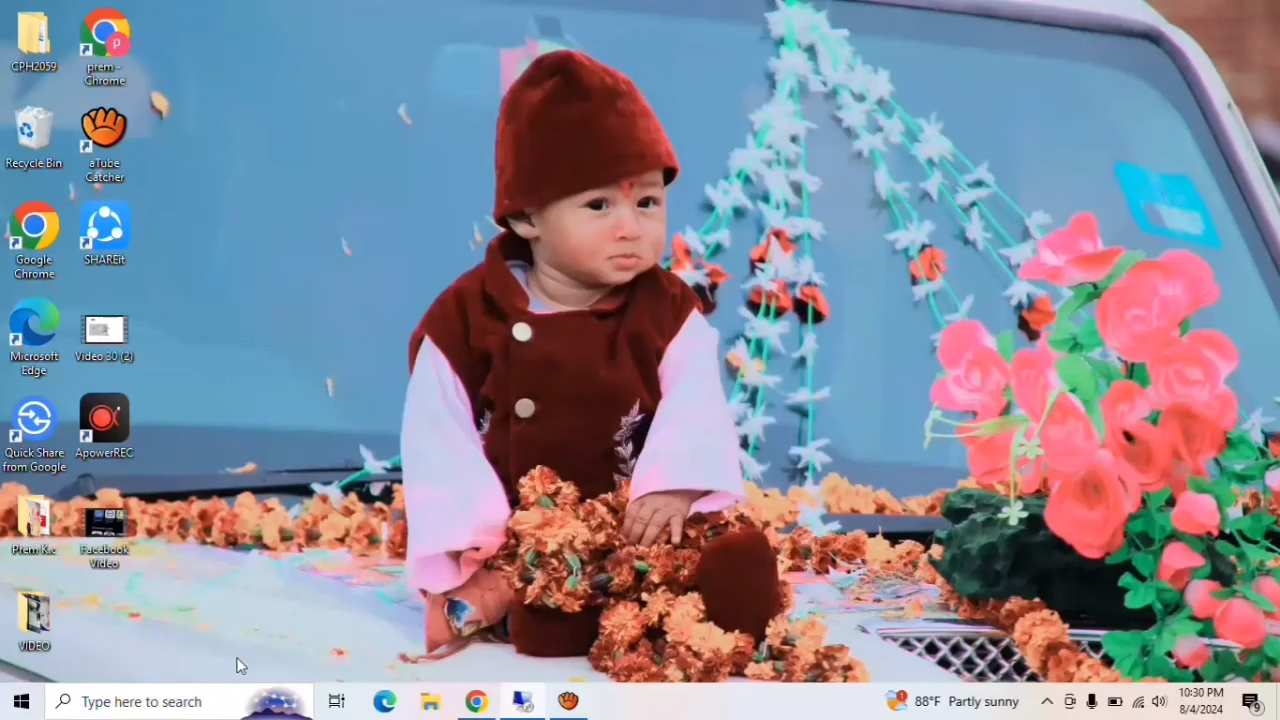 CPH2059
prem -
Chrome
Recycle Bin
aTube
Catcher
Google
Chrome
SHAREit
Microsoft
Edge
Video 30 (2)
Quick Share
from Google
ApowerREC
Prem K.c
Facebook
Video
VIDEO
Type here to search
88°F Partly sunny
10:30 PM
8/4/2024
9